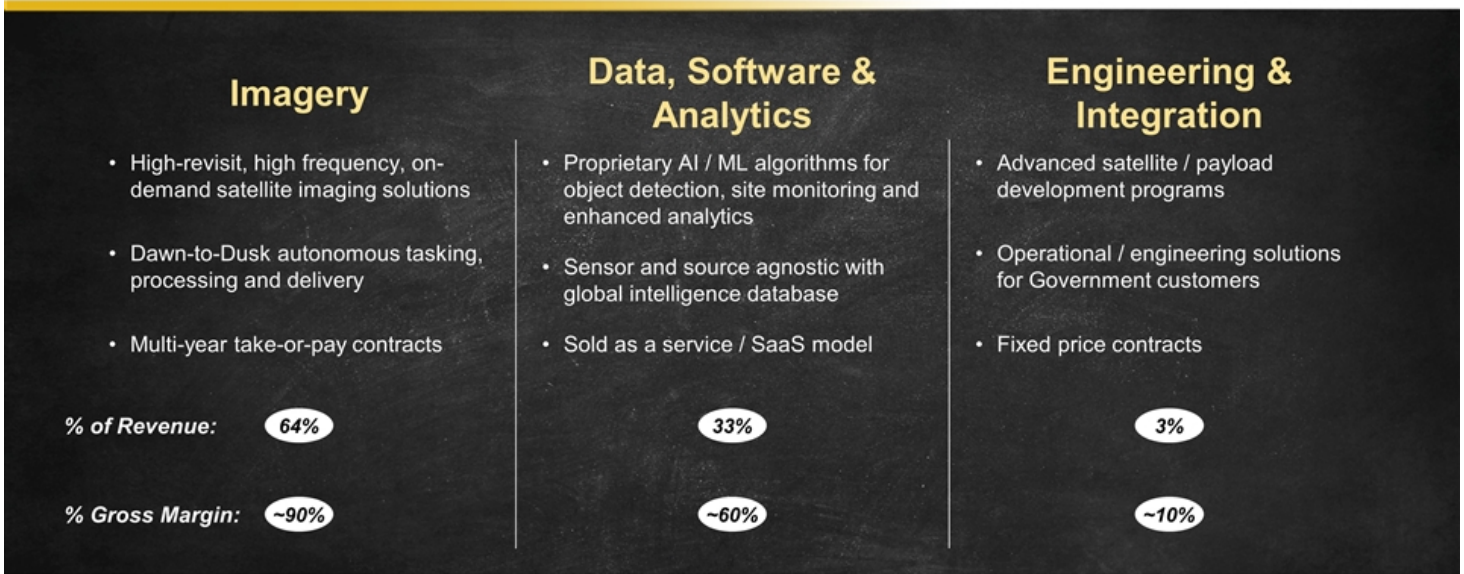 Imagery
• High-revisit, high frequency, on-
demand satellite imaging solutions
• Dawn-to-Dusk autonomous tasking,
processing and delivery
• Multi-year take-or-pay contracts
Data, Software &
Analytics
• Proprietary AI / ML algorithms for
object detection, site monitoring and
enhanced analytics
• Sensor and source agnostic with
global intelligence database
• Sold as a service / SaaS model
Engineering &
Integration
• Advanced satellite / payload
development programs
• Operational / engineering solutions
for Government customers
• Fixed price contracts
% of Revenue: 64% 33% 3%
% Gross Margin: ~90% ~60% ~10%